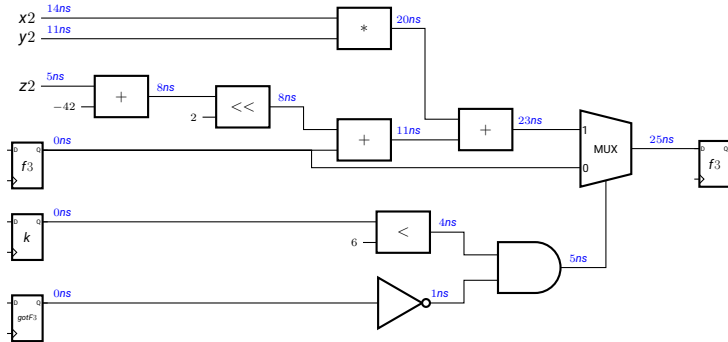 x2 14ns 20ns
y2 11ns *
z2 5ns 8ns 8ns
−42 + 2 <<
+ 11ns + 23ns 1 MUX 0 25ns
D Q 0ns f3
D Q f3
D Q 0ns k
6 < 4ns
5ns
D Q 0ns gotF3
1ns